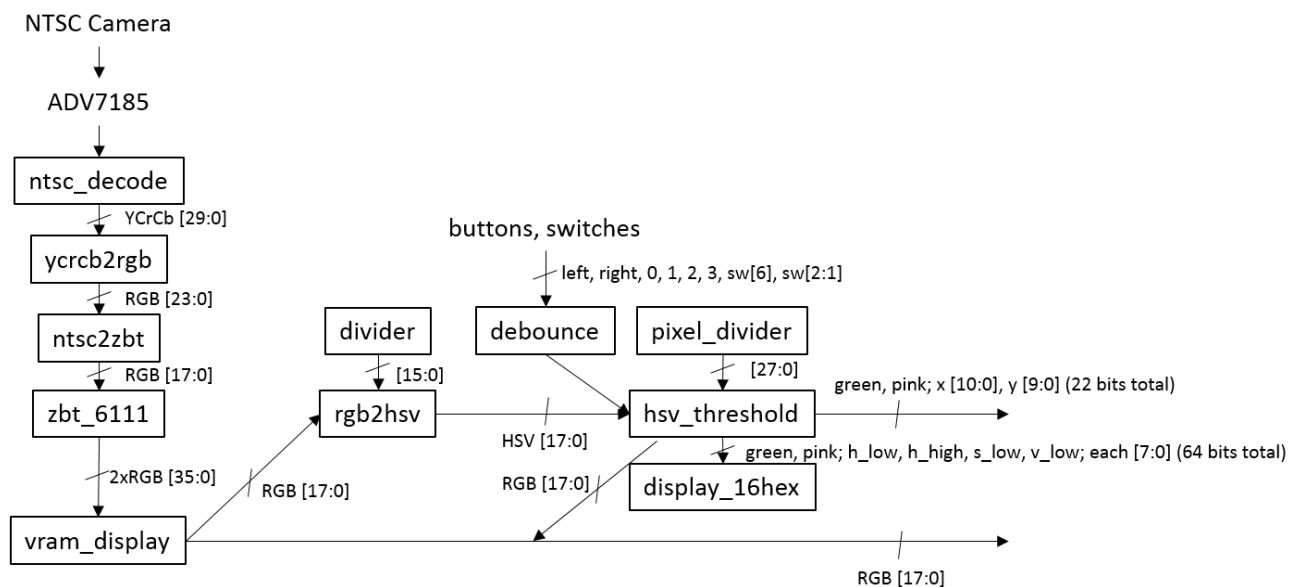 NTSC Camera
ADV7185
ntsc_decode
YCrCb [29:0]
ycrcb2rgb
RGB [23:0]
ntsc2zbt
RGB [17:0]
zbt_6111
2xRGB [35:0]
vram_display
RGB [17:0]
divider
[15:0]
rgb2hsv
HSV [17:0]
buttons, switches
left, right, 0, 1, 2, 3, sw[6], sw[2:1]
debounce
pixel_divider
[27:0]
hsv_threshold
green, pink; x [10:0], y [9:0] (22 bits total)
green, pink; h_low, h_high, s_low, v_low; each [7:0] (64 bits total)
RGB [17:0]
display_16hex
RGB [17:0]